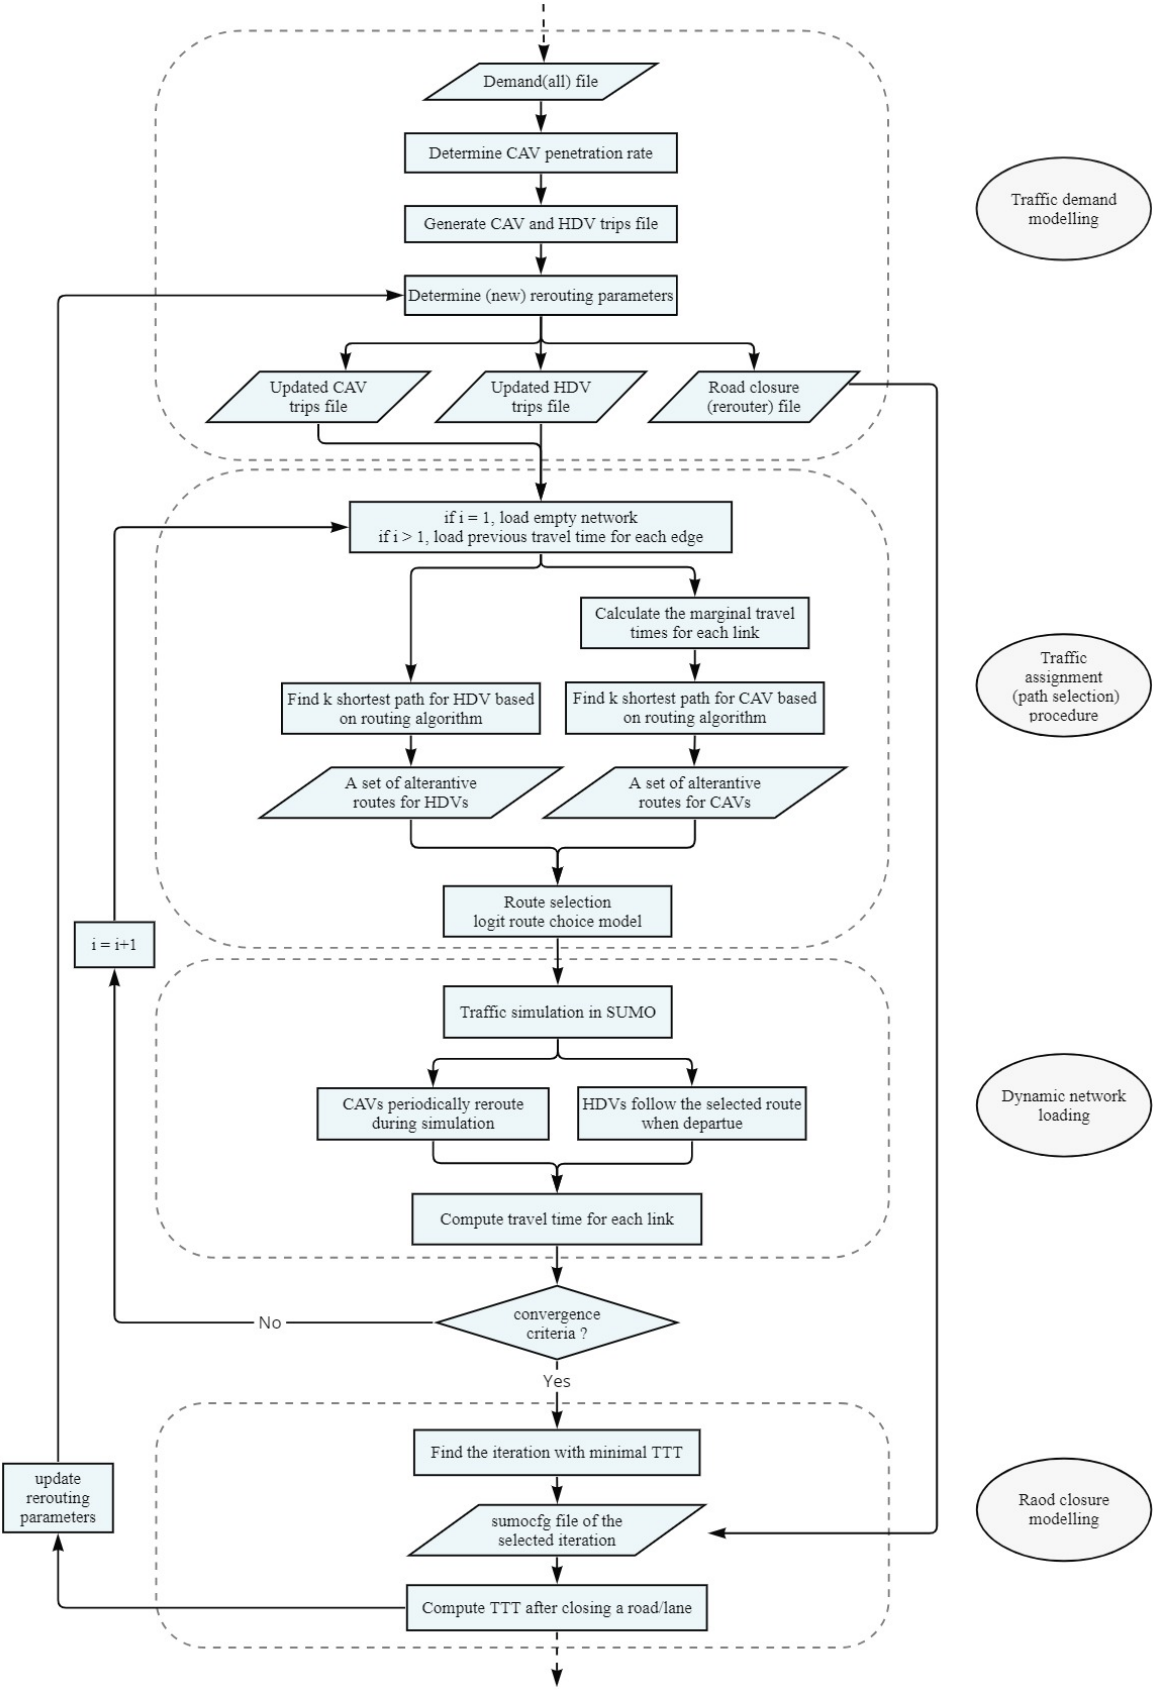 Demand(all) file
Determine CAV penetration rate
Traffic demand
modelling
Generate CAV and HDV trips file
Determine (new) rerouting parameters
Updated CAV
trips file
Updated HDV
trips file
Road closure
(rerouter) file
if i = 1, load empty network
if i > 1, load previous travel time for each edge
Calculate the marginal travel
times for each link
Traffic
assignment
(path selection)
procedure
Find k shortest path for HDV based
on routing algorithm
Find k shortest path for CAV based
on routing algorithm
A set of alterantive
routes for HDVs
A set of alterantive
routes for CAVs
Route selection
logit route choice model
i = i+1
Traffic simulation in SUMO
CAVs periodically reroute
during simulation
HDVs follow the selected route
when departue
Dynamic network
loading
Compute travel time for each link
convergence
criteria ?
No
Yes
Find the iteration with minimal TTT
update
rerouting
parameters
sumocfg file of the
selected iteration
Raod closure
modelling
Compute TTT after closing a road/lane